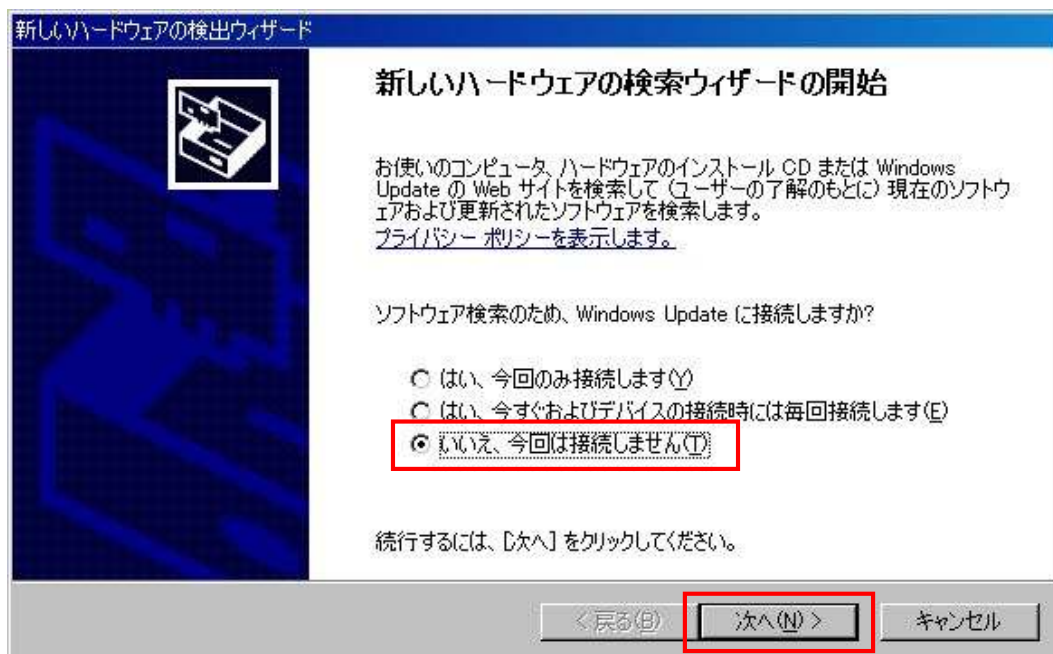 新しいハードウェアの検出ウィザード
新しいハードウェアの検索ウィザードの開始
お使いのコンピュータ、ハードウェアのインストール CD または Windows
Update の Web サイトを検索して (ユーザーの了解のもとに) 現在のソフトウ
ェアおよび更新されたソフトウェアを検索します。
プライバシー ポリシーを表示します。
ソフトウェア検索のため、Windows Update に接続しますか?
はい、今回のみ接続します(Y)
はい、今すぐおよびデバイスの接続時には毎回接続します(E)
いいえ、今回は接続しません(T)
続行するには、[次へ] をクリックしてください。
< 戻る(B) 次へ(N) > キャンセル